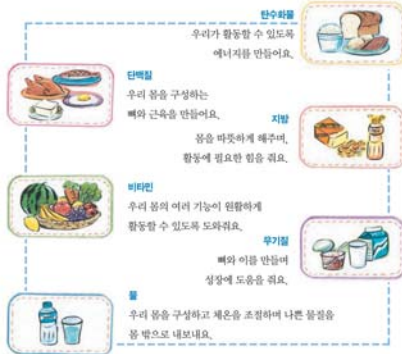 탄수화물
우리가 활동할 수 있도록
에너지를 만들어요.
단백질
우리 몸을 구성하는
뼈와 근육을 만들어요.
지방
몸을 따뜻하게 해주며,
활동에 필요한 힘을 줘요.
비타민
우리 몸의 여러 기능이 원활하게
활동할 수 있도록 도와줘요.
무기질
뼈와 이를 만들며
성장에 도움을 줘요.
물
우리 몸을 구성하고 체온을 조절하며 나쁜 물질을
몸 밖으로 내보내요.